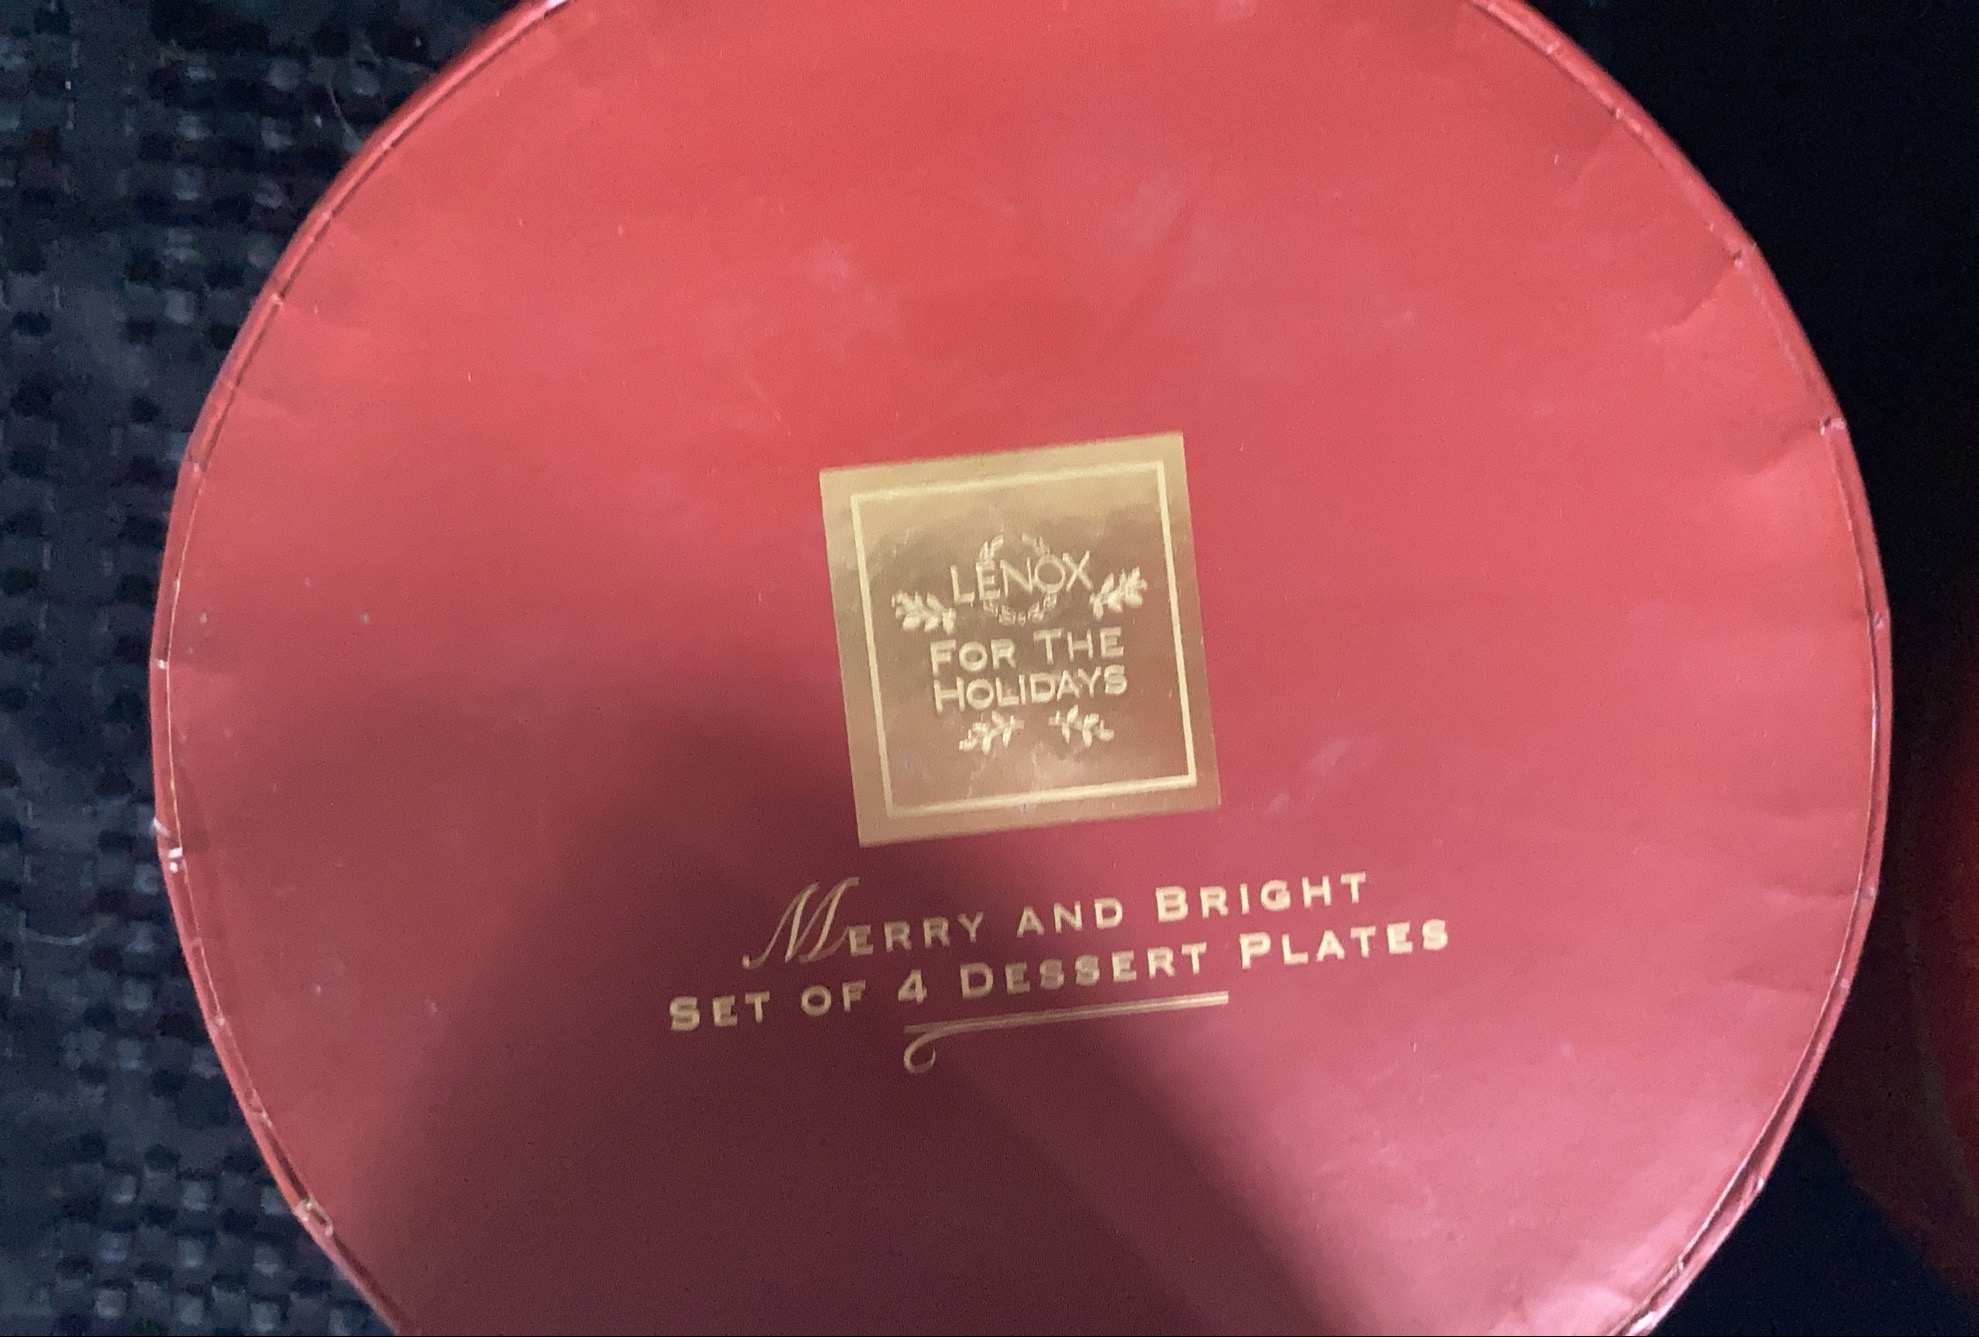 LENOX
FOR THE
HOLIDAYS
MERRY AND BRIGHT
SET OF 4 DESSERT PLATES